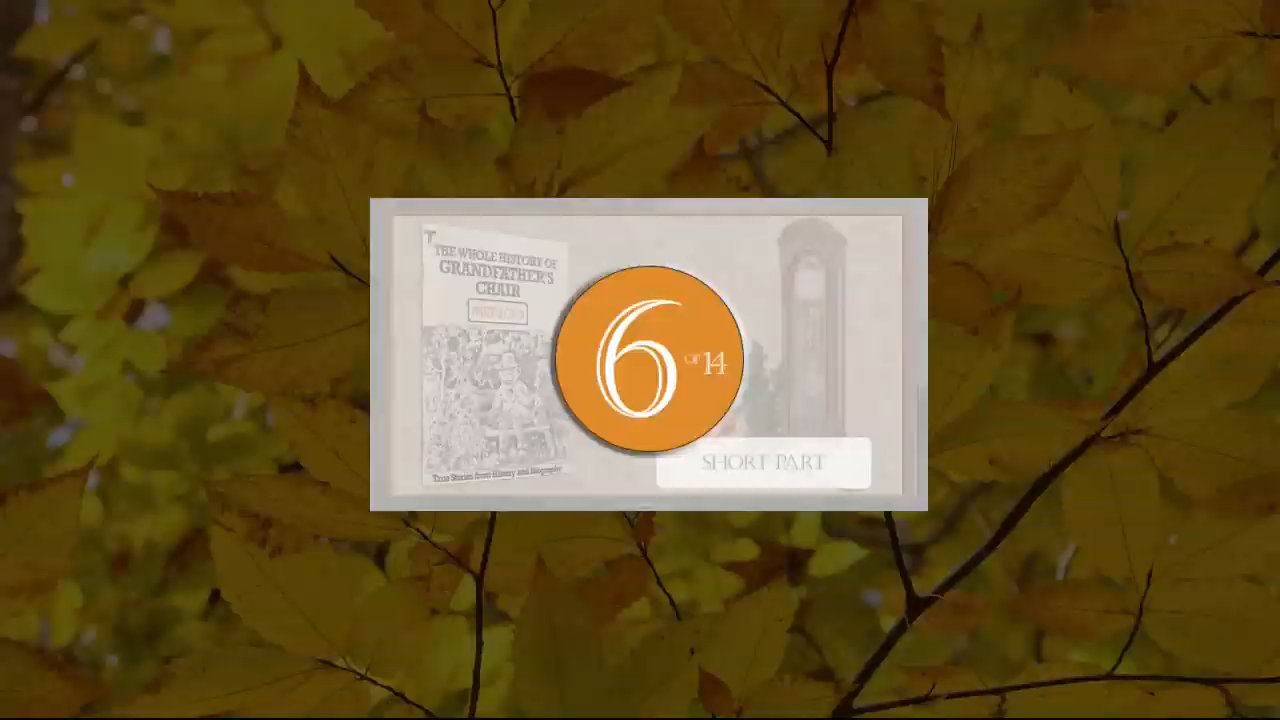 THE WHOLE HISTORY OF
GRANDFATHER'S
CHAIR
True Stories from History and Biography
6 OF 14
SHORT PART